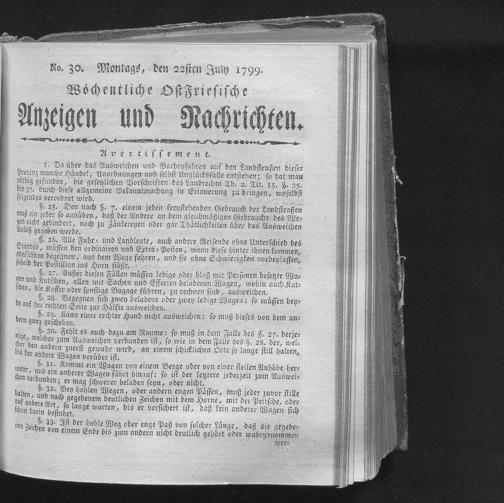 No. 30. Montags, den 22sten July 1799.
Wöchentliche OstFriesische
Anzeigen und Nachrichten.
Avertissement.
1. Da über das Ausweichen und Vorbeyfahren auf den Landstraßen dieser
Provinz manche Händel, Unordnungen und selbst Unglücksfälle entstehen; so hat man
nöthig gefunden, die gesetzlichen Vorschriften des Landrechts Th. 2. Tit. 15. §. 25.
bis 37. durch diese allgemeine Bekanntmachung in Erinnerung zu bringen, woselbst
folgendes verordnet wird.
§. 25. Den nach §. 7. einem jeden freystehenden Gebrauch der Landstraßen
muß ein jeder so ausüben, daß der Andere an dem gleichmäßigen Gebrauche des We-
ges nicht gehindert, noch zu Zänkereyen oder gar Thätlichkeiten über das Ausweichen
Anlaß gegeben werde.
§. 26. Alle Fuhr- und Landleute, auch andere Reisende ohne Unterschied des
Standes, müssen den ordinairen und Extra-Posten, wenn diese hinter ihnen kommen,
oder ihnen begegnen, aus dem Wege fahren, und sie ohne Schwierigkeit vorbeylassen,
sobald der Postillion ins Horn stößt.
§. 27. Außer diesen Fällen müssen ledige oder bloß mit Personen besetzte Wa-
gen und Kutschen, allen mit Sachen und Effecten beladenen Wagen, wohin auch Kut-
schen, die Koffer oder sonstige Bagage führen, zu rechnen sind, ausweichen.
§. 28. Begegnen sich zwey beladene oder zwey ledige Wagen: so müssen bey-
de auf der rechten Seite zur Hälfte ausweichen.
§. 29. Kann einer rechter Hand nicht ausweichen: so muß dieses von dem an-
dern ganz geschehen.
§. 30. Fehlt es auch dazu am Raume: so muß in dem Falle des §. 27. derje-
nige, welcher zum Ausweichen verbunden ist, so wie in dem Falle des §. 28. der, wel-
cher den andern zuerst gewahr wird, an einem schicklichen Orte so lange still halten,
bis der andere Wagen vorüber ist.
§. 31. Kommt ein Wagen von einem Berge oder von einer steilen Anhöhe her-
unter, und ein anderer Wagen fährt hinauf: so ist der letztere jederzeit zum Auswei-
chen verbunden; er mag schwerer beladen seyn, oder nicht.
§. 32. Bey hohlen Wegen, oder andern engen Pässen, muß jeder zuvor stille
halten, und nach gegebenem deutlichen Zeichen mit dem Horne, mit der Peitsche, oder
auf andere Art, so lange warten, bis er versichert ist, daß kein anderer Wagen sich
schon darin befindet.
§. 33. Ist der hohle Weg oder enge Paß von solcher Länge, daß die gegebe-
nen Zeichen von einem Ende bis zum andern nicht deutlich gehört oder wahrgenommen
wer-